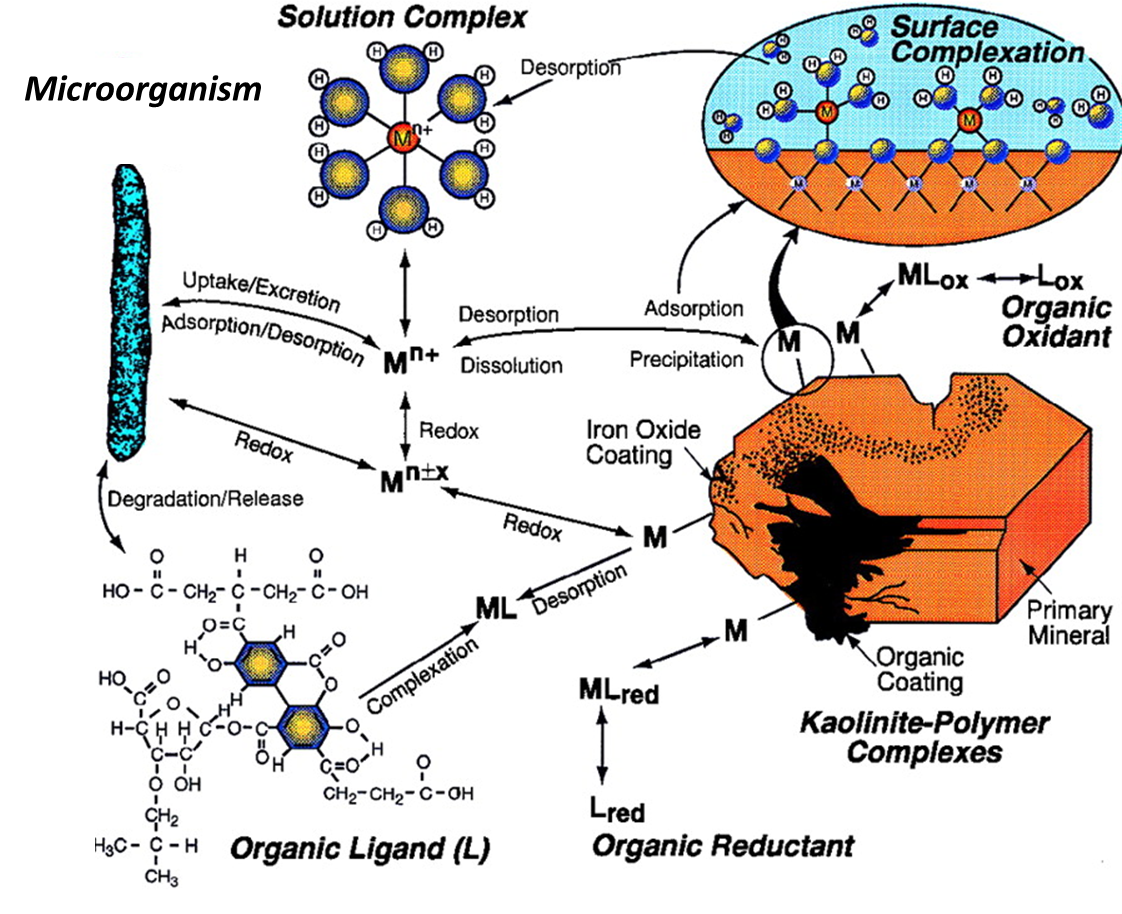 Solution Complex
Microorganism
Surface
Complexation
Desorption
H H
H H
H H
M n+
H H
H H
H H
H H H H H H H H H H H H H H H H H H
M M
M M M M M
Uptake/Excretion
Adsorption/Desorption
M n+
Desorption
Dissolution
Adsorption
Precipitation
M
M
MLox
Lox
Organic
Oxidant
Redox
Redox
M n±x
Redox
M
Iron Oxide
Coating
Degradation/Release
Desorption
ML
Complexation
M
MLred
Lred
Organic Reductant
Primary
Mineral
Organic
Coating
Kaolinite-Polymer
Complexes
O H O
HO - C - CH2 - C - CH2 - C - OH
O=C H
H O C=O
HO C=O O
H O H H C-O-C O H
H C C H O C=O
O OH H
CH2 CH2-CH2-C-OH
O
H3C- C - H
CH3
Organic Ligand (L)